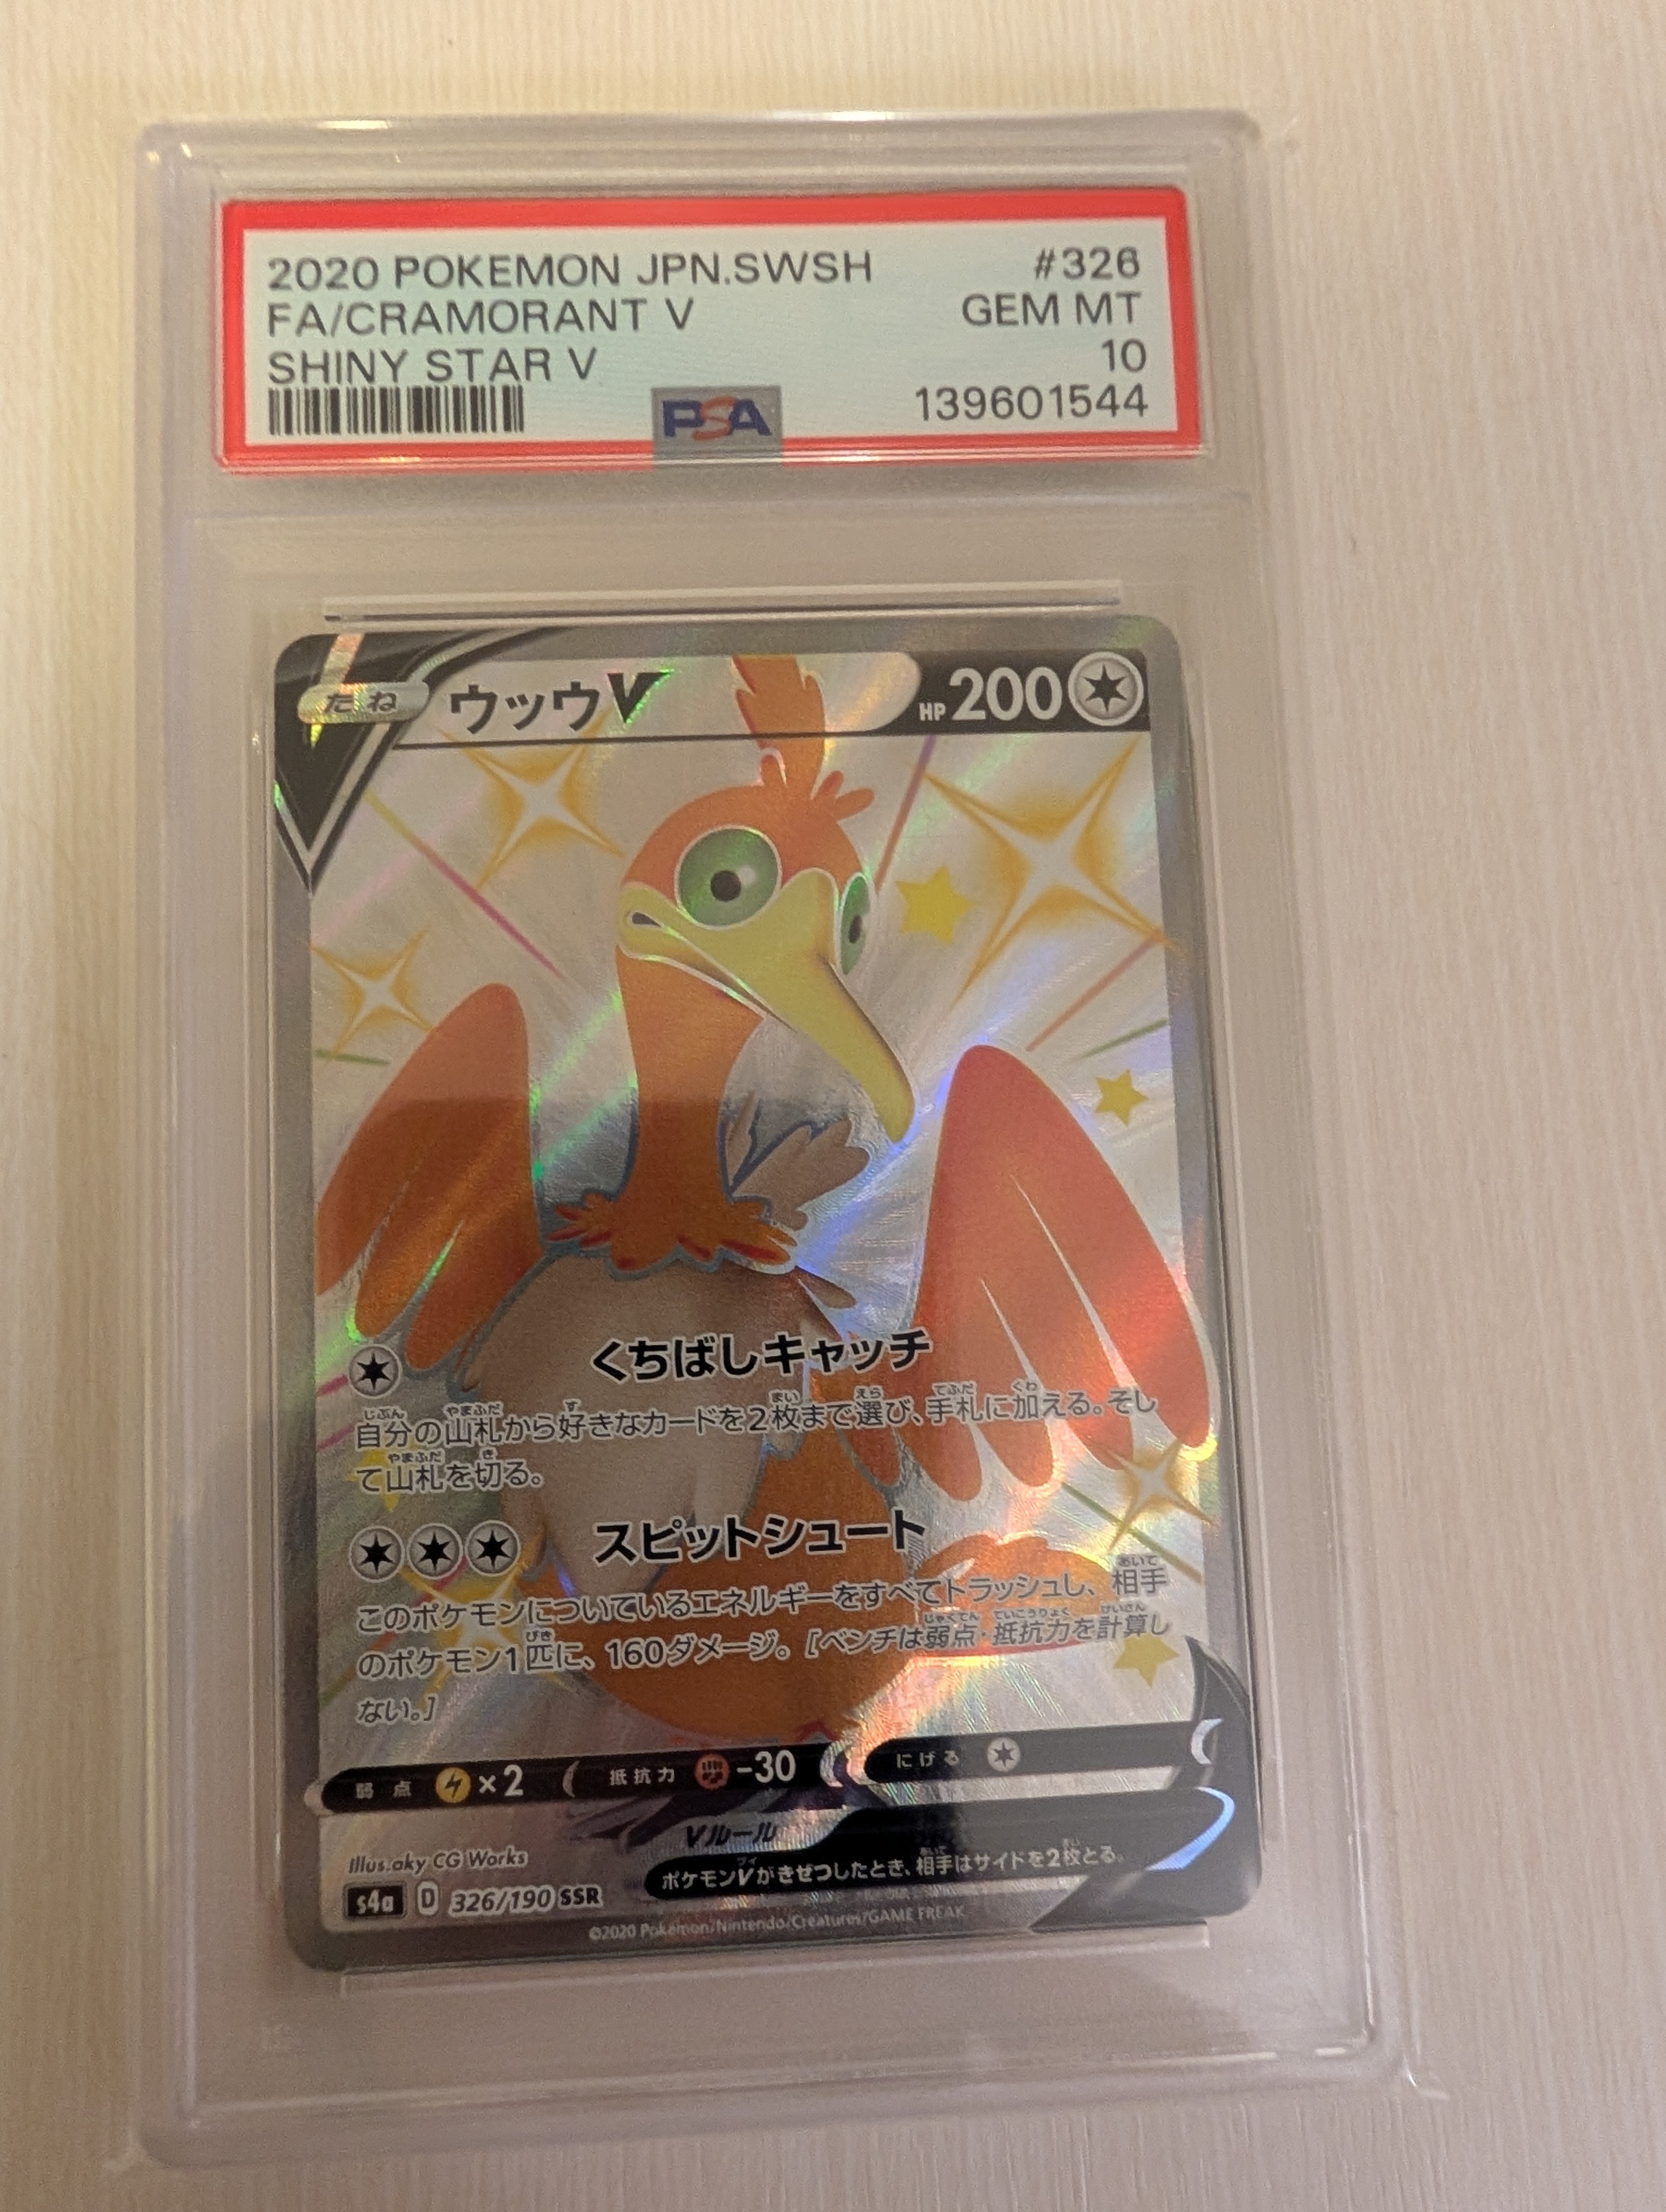 2020 POKEMON JPN.SWSH #326
FA/CRAMORANT V GEM MT
SHINY STAR V 10
PSA 139601544
たね ウッウV HP200
くちばしキャッチ
自分の山札から好きなカードを2枚まで選び、手札に加える。そし
て山札を切る。
スピットシュート
このポケモンについているエネルギーをすべてトラッシュし、相手
のポケモン1匹に、160ダメージ。[ベンチは弱点・抵抗力を計算し
ない。]
弱点 ×2 抵抗力 -30 にげる
Vルール
Illus.aky CG Works ポケモンVがきぜつしたとき、相手はサイドを2枚とる。
s4a D 326/190 SSR
©2020 Pokémon/Nintendo/Creatures/GAME FREAK